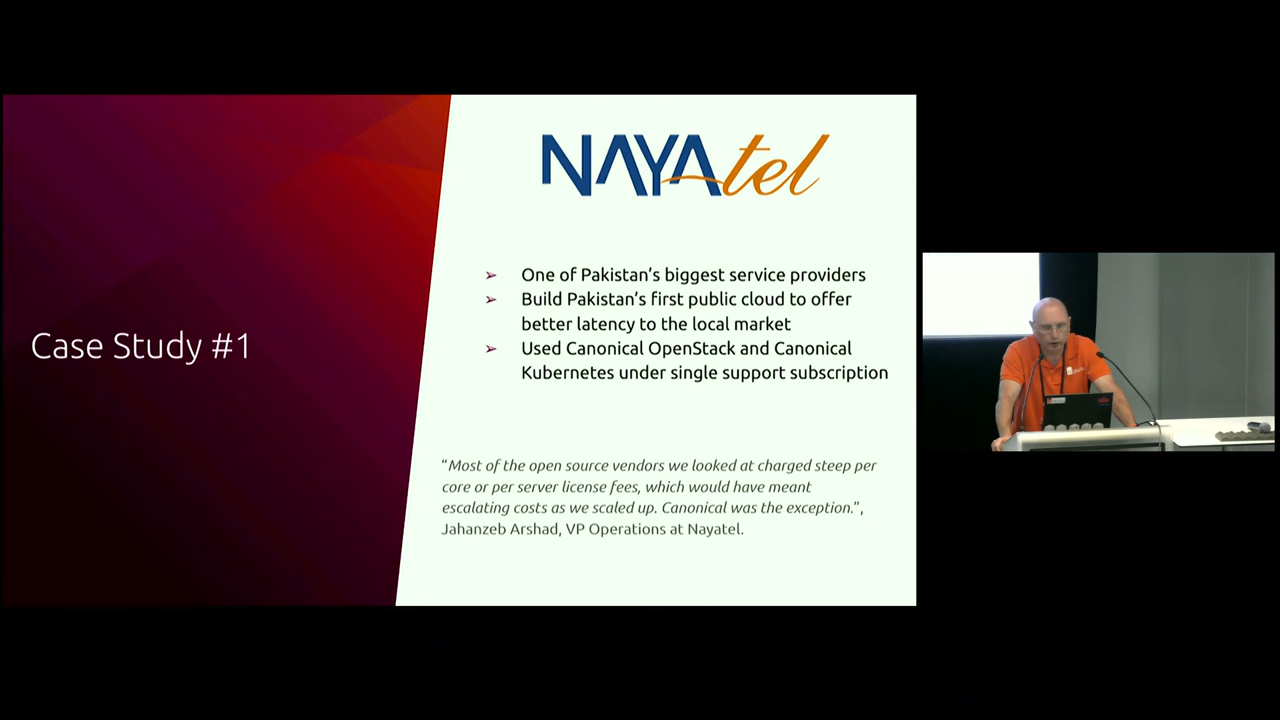 NAYAtel
➢ One of Pakistan's biggest service providers
➢ Build Pakistan's first public cloud to offer
better latency to the local market
➢ Used Canonical OpenStack and Canonical
Kubernetes under single support subscription
Case Study #1
"Most of the open source vendors we looked at charged steep per
core or per server license fees, which would have meant
escalating costs as we scaled up. Canonical was the exception.",
Jahanzeb Arshad, VP Operations at Nayatel.